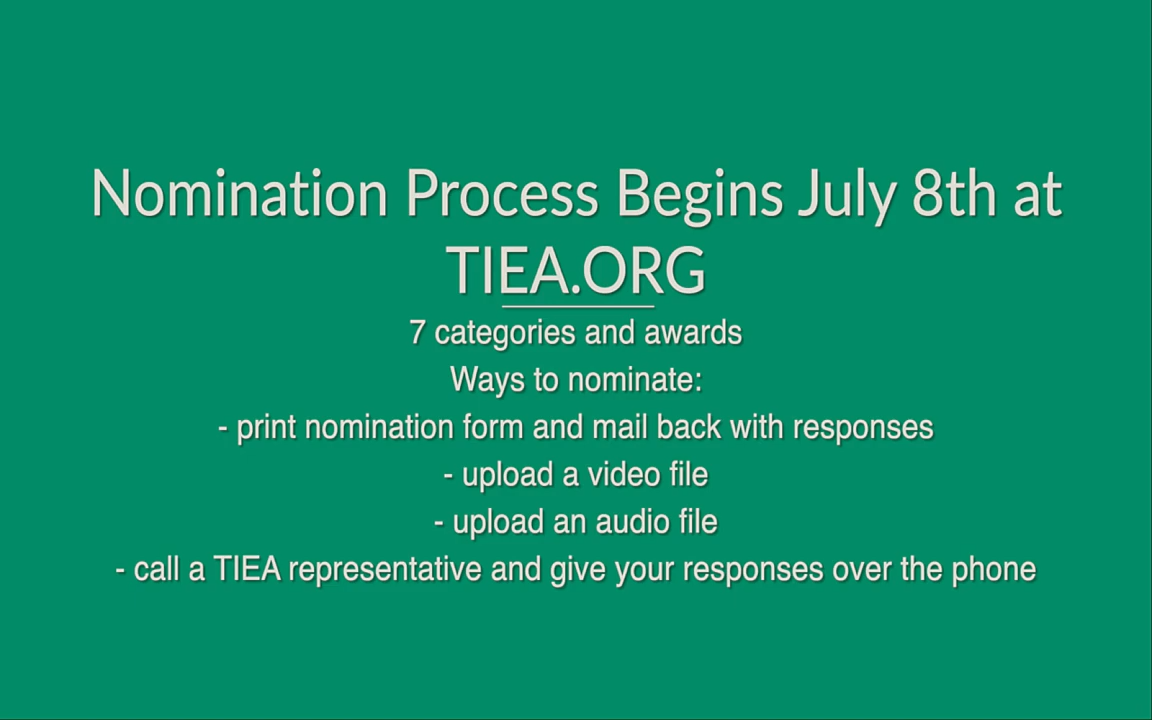 Nomination Process Begins July 8th at
TIEA.ORG
7 categories and awards
Ways to nominate:
- print nomination form and mail back with responses
- upload a video file
- upload an audio file
- call a TIEA representative and give your responses over the phone